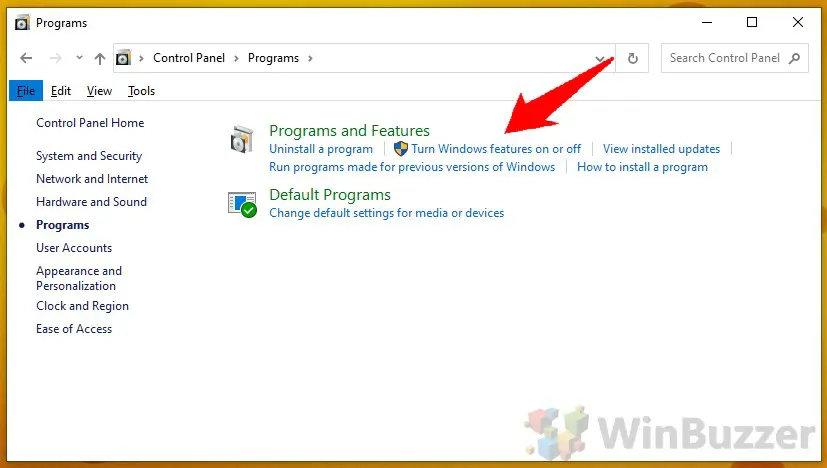 Programs
Control Panel > Programs >
Search Control Panel
File Edit View Tools
Control Panel Home
System and Security
Network and Internet
Hardware and Sound
Programs
User Accounts
Appearance and
Personalization
Clock and Region
Ease of Access
Programs and Features
Uninstall a program | Turn Windows features on or off | View installed updates |
Run programs made for previous versions of Windows | How to install a program
Default Programs
Change default settings for media or devices
WinBuzzer